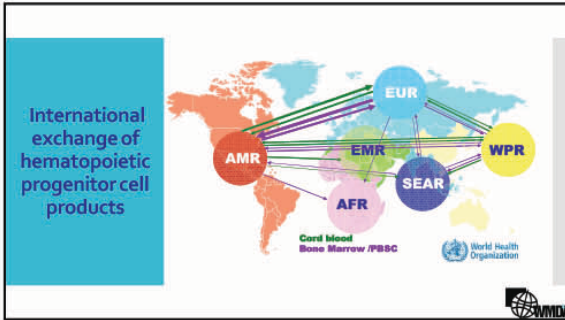 International
exchange of
hematopoietic
progenitor cell
products
EUR
AMR
EMR
WPR
SEAR
AFR
Cord blood
Bone Marrow /PBSC
World Health
Organization
WMDA